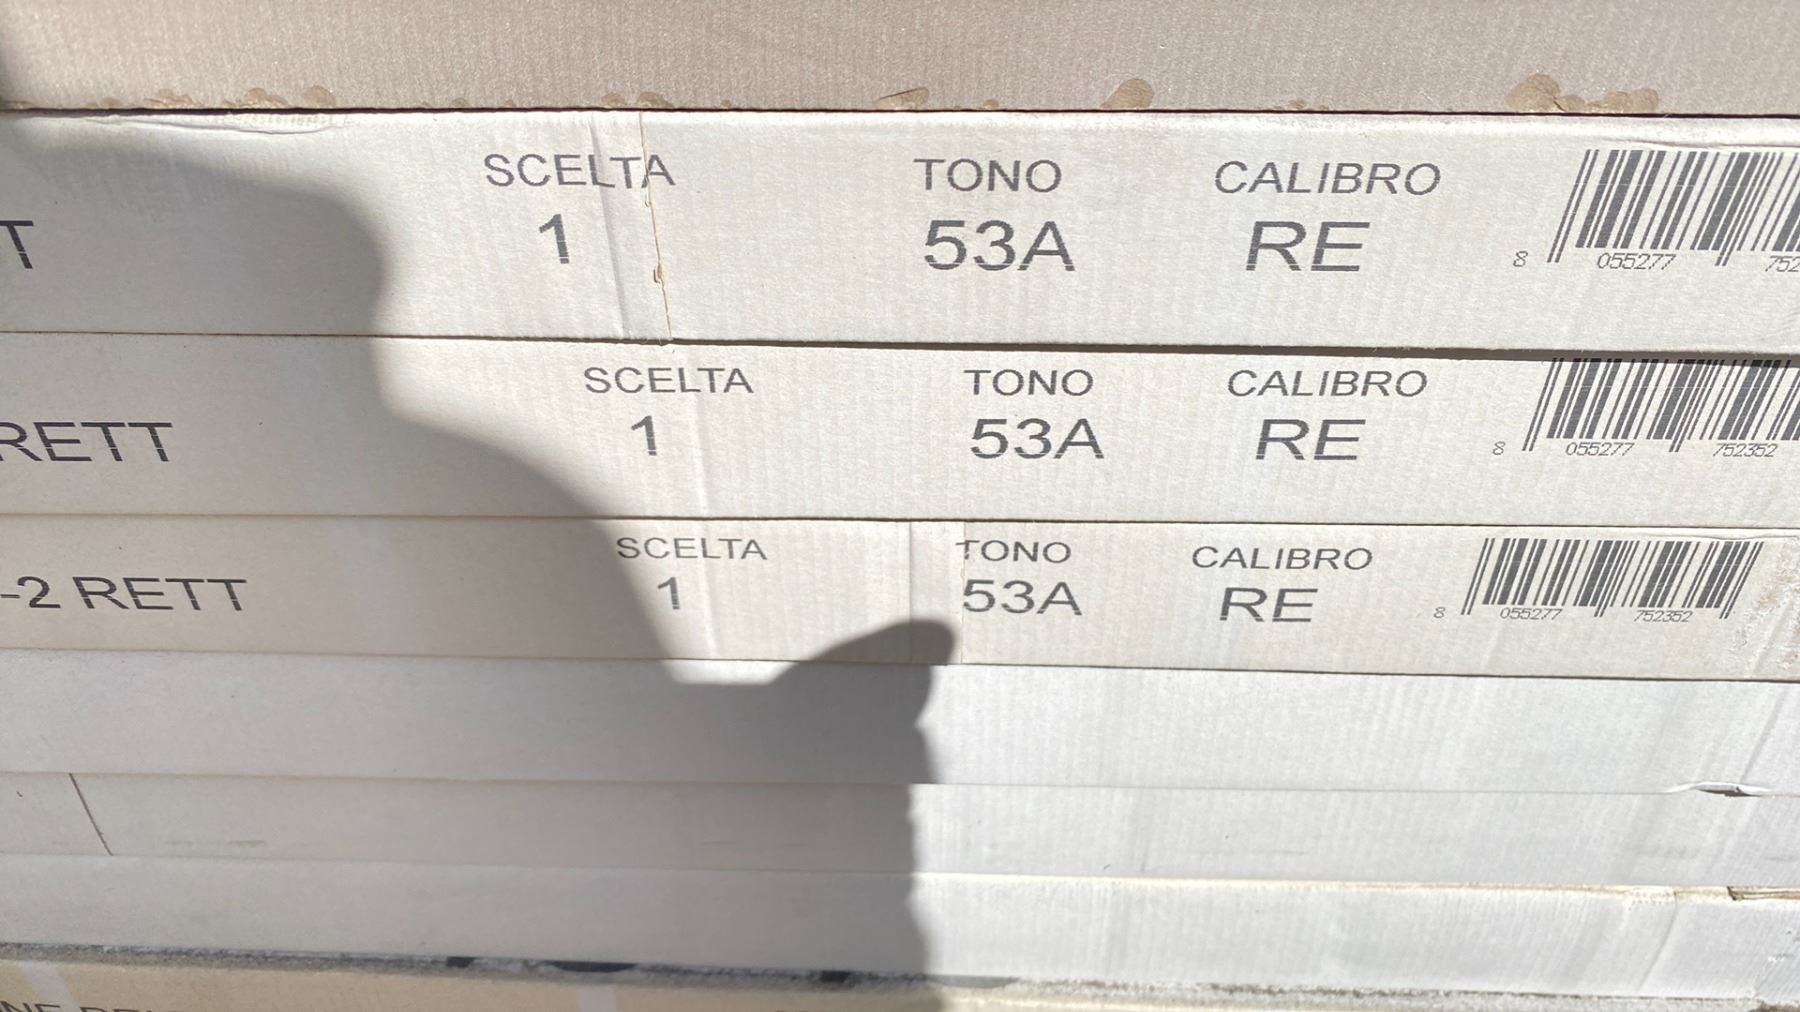 SCELTA TONO CALIBRO
T 1 53A RE
8 055277 752
SCELTA TONO CALIBRO
RETT 1 53A RE
8 055277 752352
SCELTA TONO CALIBRO
-2 RETT 1 53A RE
8 055277 752352